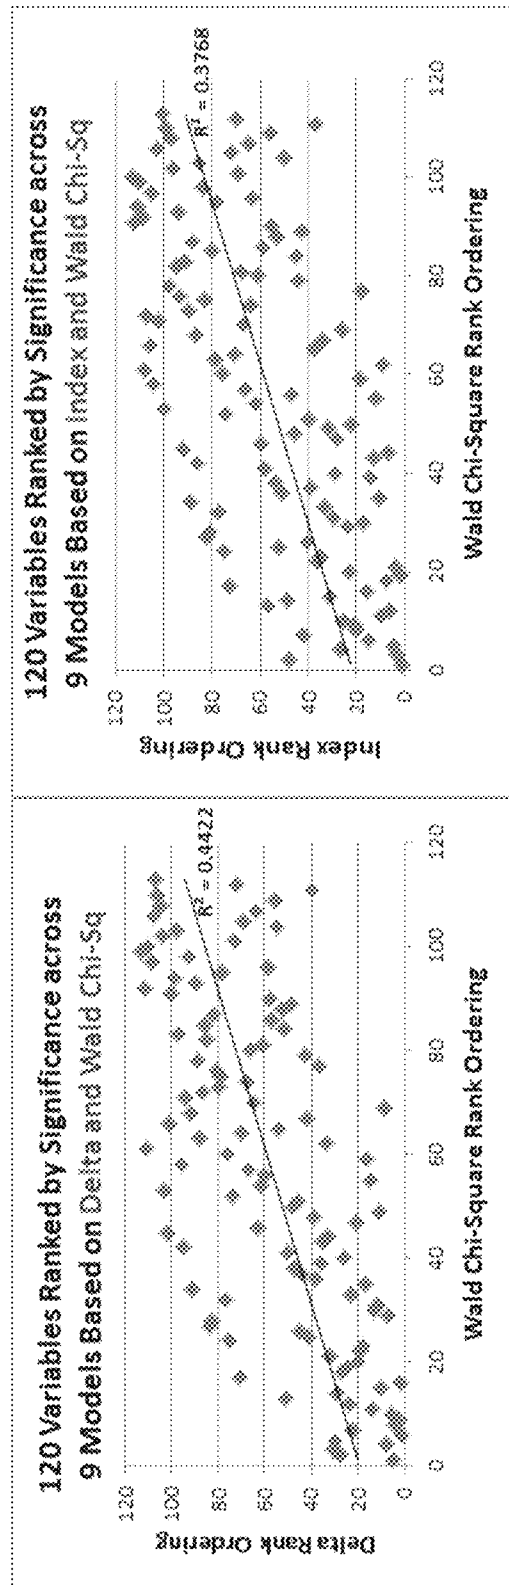 120 Variables Ranked by Significance across
9 Models Based on Delta and Wald Chi-Sq
120
100
80
60
40
20
0
Delta Rank Ordering
R² = 0.4422
0 20 40 60 80 100 120
Wald Chi-Square Rank Ordering
120 Variables Ranked by Significance across
9 Models Based on Index and Wald Chi-Sq
120
100
80
60
40
20
0
Index Rank Ordering
R² = 0.3768
0 20 40 60 80 100 120
Wald Chi-Square Rank Ordering